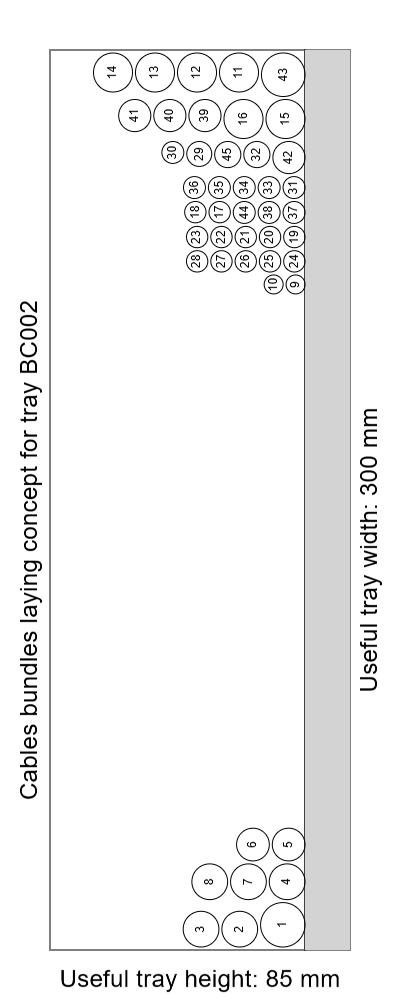 Cables bundles laying concept for tray BC002
14 13 12 11 43
41 40 39 16 15
30 29 45 32 42
36 35 34 33 31
18 17 44 38 37
23 22 21 20 19
28 27 26 25 24
10 9
6 5
8 7 4
3 2 1
Useful tray width: 300 mm
Useful tray height: 85 mm